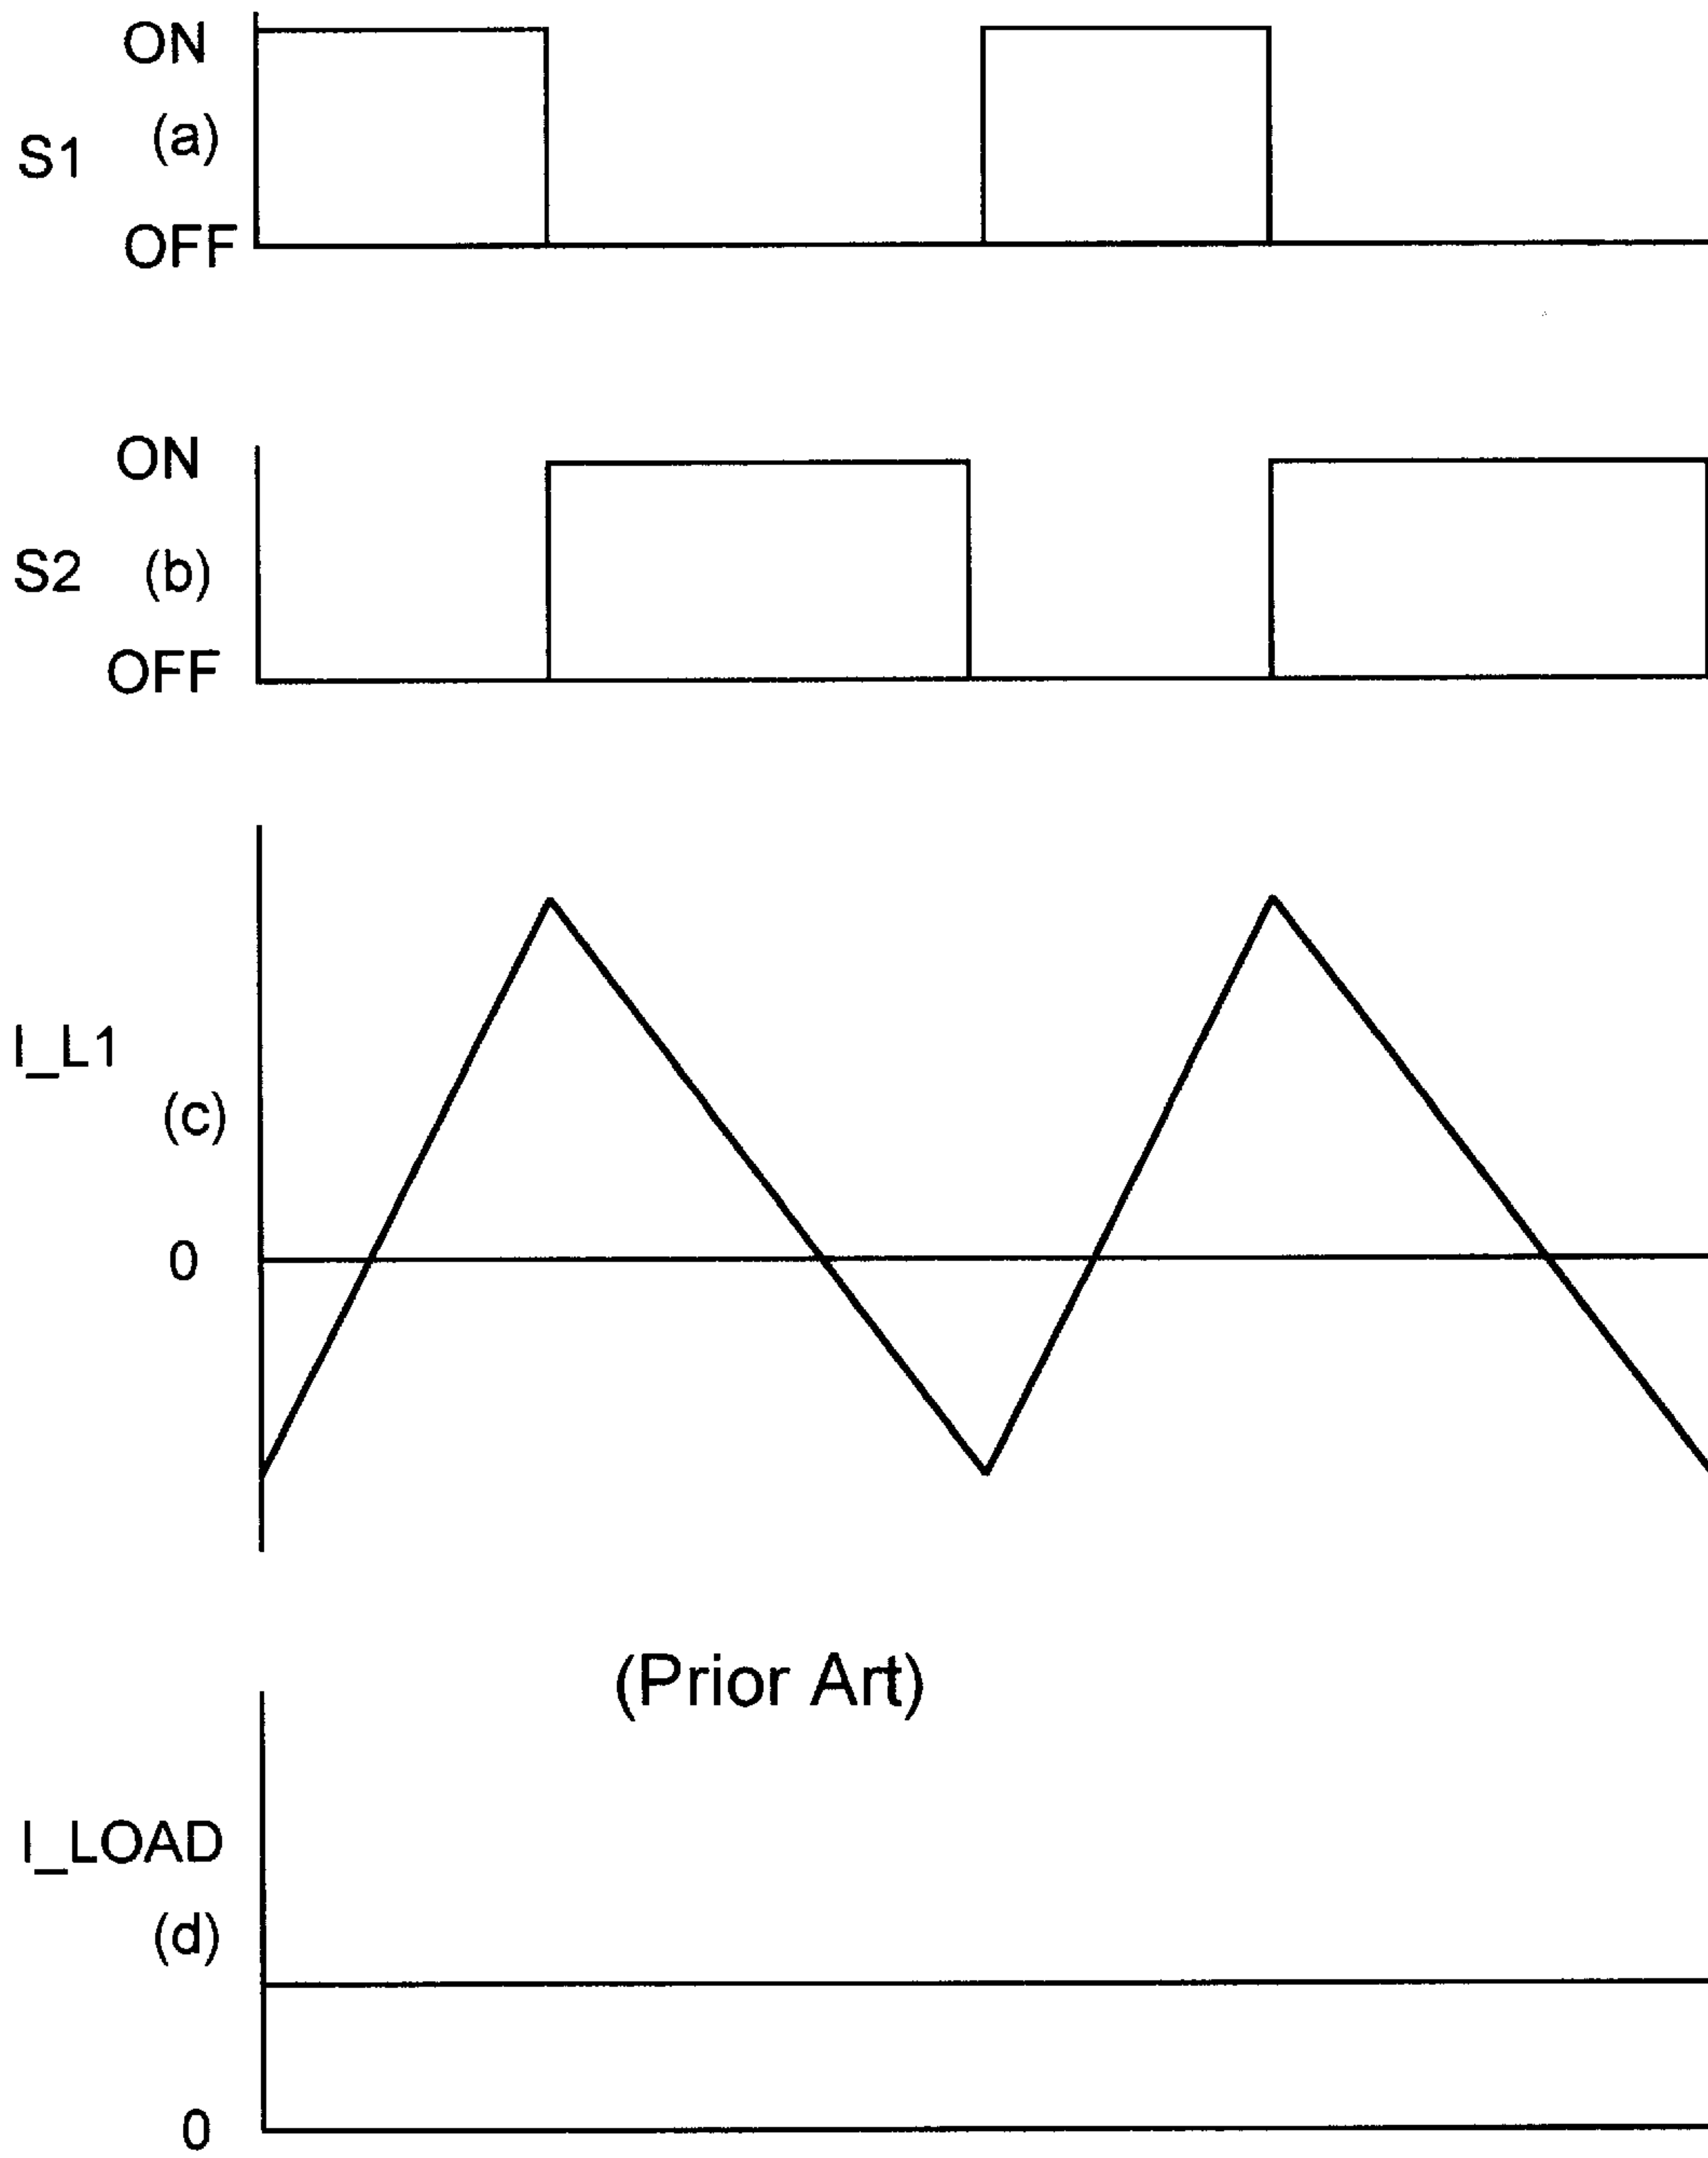 ON
S1 (a)
OFF
ON
S2 (b)
OFF
I_L1
(c)
0
(Prior Art)
I_LOAD
(d)
0